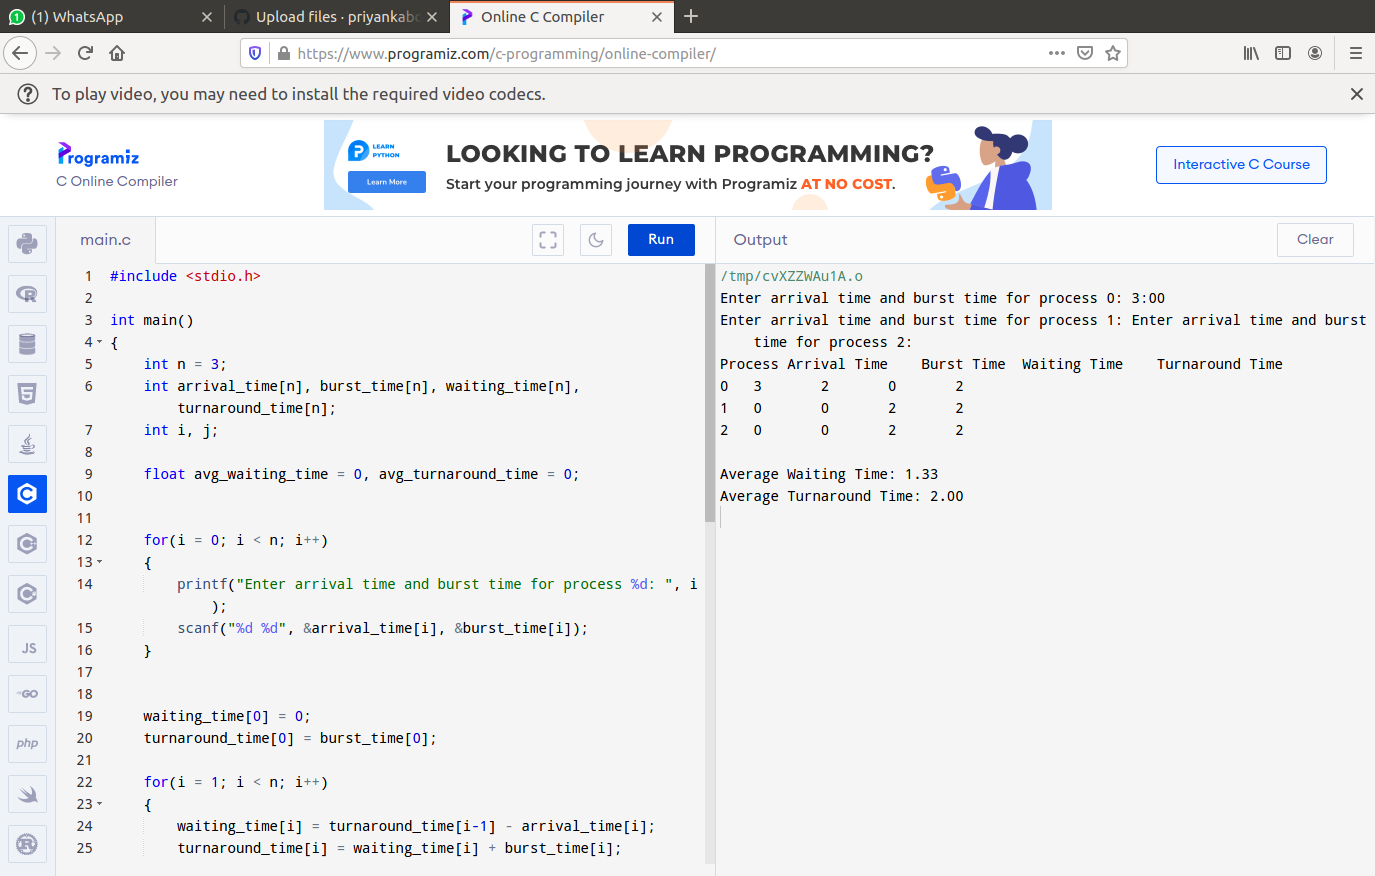 (1) WhatsApp
Upload files · priyankab
Online C Compiler
https://www.programiz.com/c-programming/online-compiler/
To play video, you may need to install the required video codecs.
Programiz
C Online Compiler
LEARN
PYTHON
Learn More
LOOKING TO LEARN PROGRAMMING?
Start your programming journey with Programiz AT NO COST.
Interactive C Course
main.c
Run
Output
Clear
JS
GO
php
1 #include <stdio.h>
2
3 int main()
4 {
5 int n = 3;
6 int arrival_time[n], burst_time[n], waiting_time[n],
turnaround_time[n];
7 int i, j;
8
9 float avg_waiting_time = 0, avg_turnaround_time = 0;
10
11
12 for(i = 0; i < n; i++)
13 {
14 printf("Enter arrival time and burst time for process %d: ", i
);
15 scanf("%d %d", &arrival_time[i], &burst_time[i]);
16 }
17
18
19 waiting_time[0] = 0;
20 turnaround_time[0] = burst_time[0];
21
22 for(i = 1; i < n; i++)
23 {
24 waiting_time[i] = turnaround_time[i-1] - arrival_time[i];
25 turnaround_time[i] = waiting_time[i] + burst_time[i];
/tmp/cvXZZWAu1A.o
Enter arrival time and burst time for process 0: 3:00
Enter arrival time and burst time for process 1: Enter arrival time and burst
time for process 2:
Process Arrival Time Burst Time Waiting Time Turnaround Time
0 3 2 0 2
1 0 0 2 2
2 0 0 2 2
Average Waiting Time: 1.33
Average Turnaround Time: 2.00